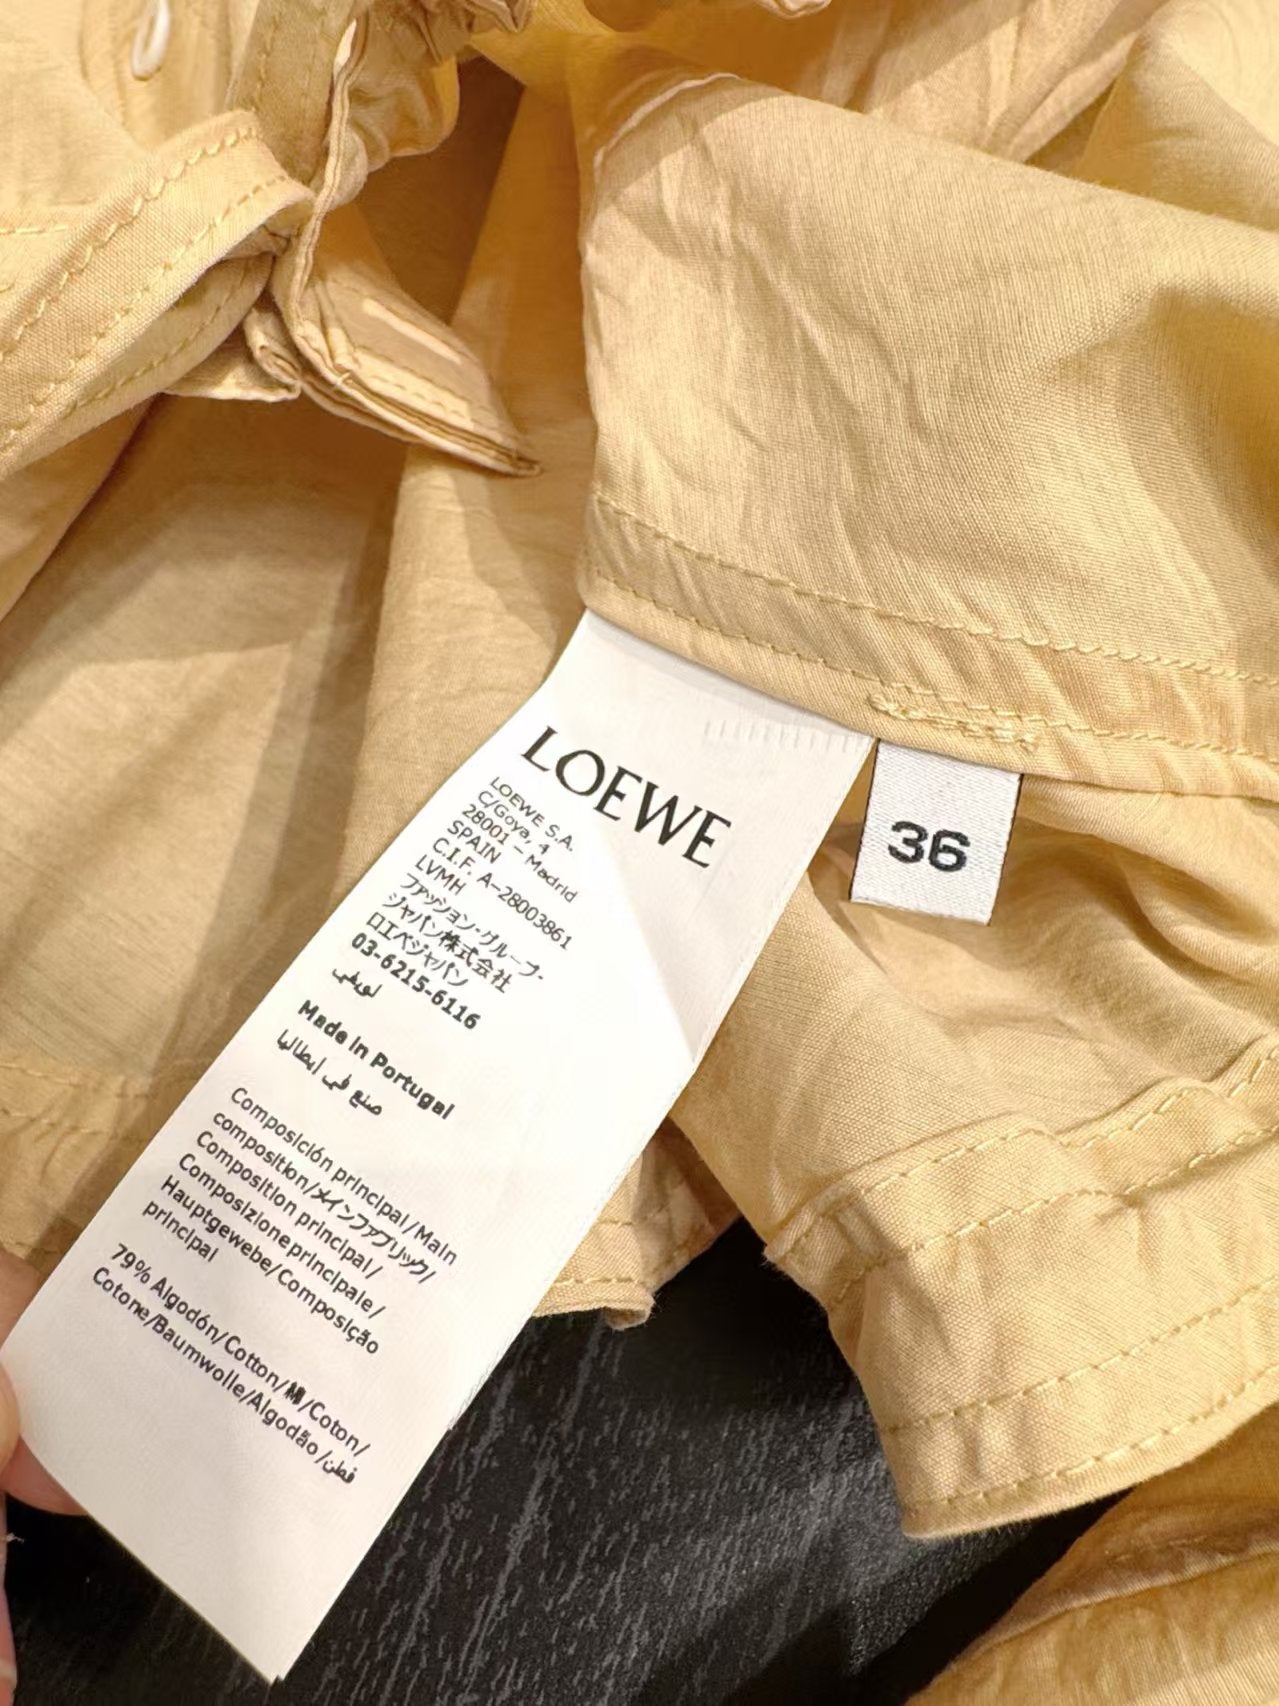 LOEWE
LOEWE S.A.
C/Goya, 4
28001 – Madrid
SPAIN
C.I.F. A-28003861
LVMH
ファッション・グループ・
ジャパン株式会社
ロエベジャパン
03-6215-6116
لويفي
Made in Portugal
صنع في إيطاليا
Composición principal/Main
composition/メインファブリック/
Composition principal/
Composizione principale/
Hauptgewebe/Composição
principal
79% Algodón/Cotton/ /Coton/
Cotone/Baumwolle/Algodão/قطن
36